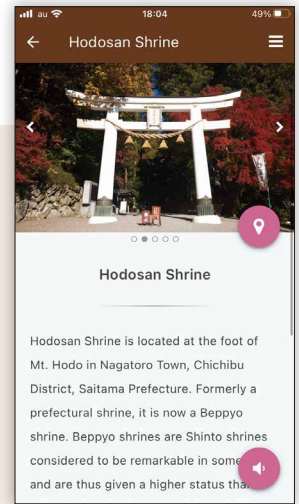 au 18:04 49%
Hodosan Shrine
Hodosan Shrine
Hodosan Shrine is located at the foot of
Mt. Hodo in Nagatoro Town, Chichibu
District, Saitama Prefecture. Formerly a
prefectural shrine, it is now a Beppyo
shrine. Beppyo shrines are Shinto shrines
considered to be remarkable in some
and are thus given a higher status